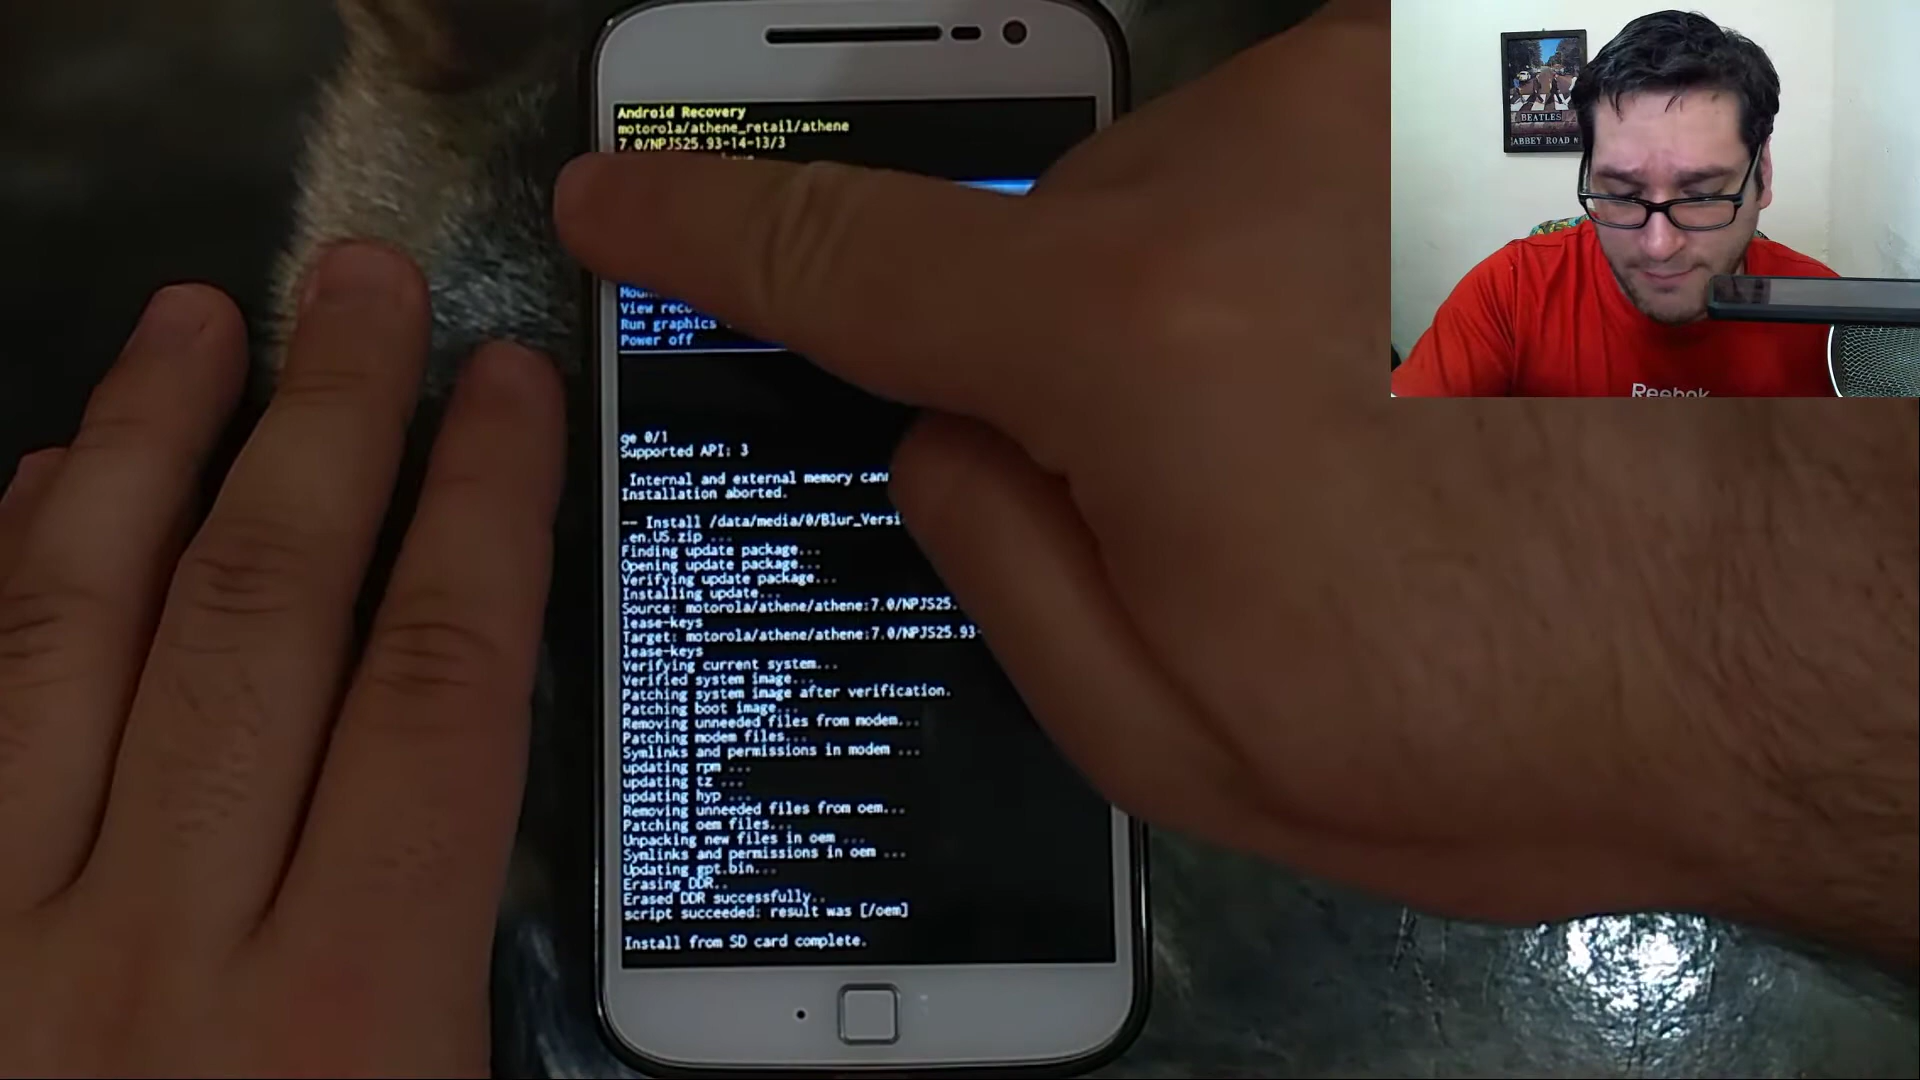 Android Recovery
motorola/athene_retail/athene
7.0/NPJS25.93-14-13/3
View
Run graphics
Power off
ge 0/1
Supported API: 3
Internal and external memory
Installation aborted.
-- Install /data/media/0/Blur_Versi
.en.US.zip ...
Finding update package...
Opening update package...
Verifying update package...
Installing update...
Source: motorola/athene/athene:7.0/NPJS25.
lease-keys
Target: motorola/athene/athene:7.0/NPJS25.93-
lease-keys
Verifying current system...
Verified system image...
Patching system image after verification.
Patching boot image...
Removing unneeded files from modem...
Patching modem files...
Symlinks and permissions in modem ...
updating rpm ...
updating tz ...
updating hyp ...
Removing unneeded files from oem...
Patching oem files...
Unpacking new files in oem ...
Symlinks and permissions in oem ...
Updating gpt.bin...
Erasing DDR..
Erased DDR successfully..
script succeeded: result was [/oem]
Install from SD card complete.
BEATLES
ABBEY ROAD
Reebok